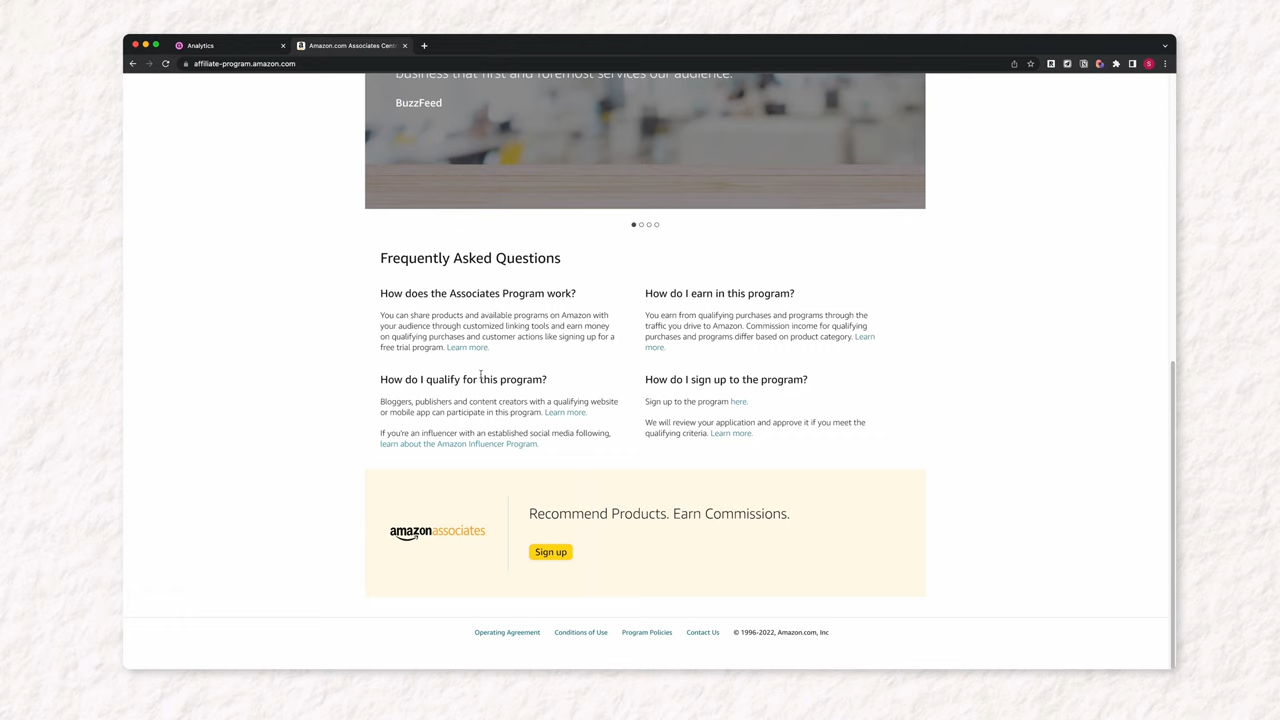 Analytics
Amazon.com Associates Cent
affiliate-program.amazon.com
S
business that first and foremost services our audience.
BuzzFeed
Frequently Asked Questions
How does the Associates Program work?
You can share products and available programs on Amazon with
your audience through customized linking tools and earn money
on qualifying purchases and customer actions like signing up for a
free trial program. Learn more.
How do I earn in this program?
You earn from qualifying purchases and programs through the
traffic you drive to Amazon. Commission income for qualifying
purchases and programs differ based on product category. Learn
more.
How do I qualify for this program?
Bloggers, publishers and content creators with a qualifying website
or mobile app can participate in this program. Learn more.
If you're an influencer with an established social media following,
learn about the Amazon Influencer Program.
How do I sign up to the program?
Sign up to the program here.
We will review your application and approve it if you meet the
qualifying criteria. Learn more.
amazonassociates
Recommend Products. Earn Commissions.
Sign up
Operating Agreement Conditions of Use Program Policies Contact Us © 1996-2022, Amazon.com, Inc